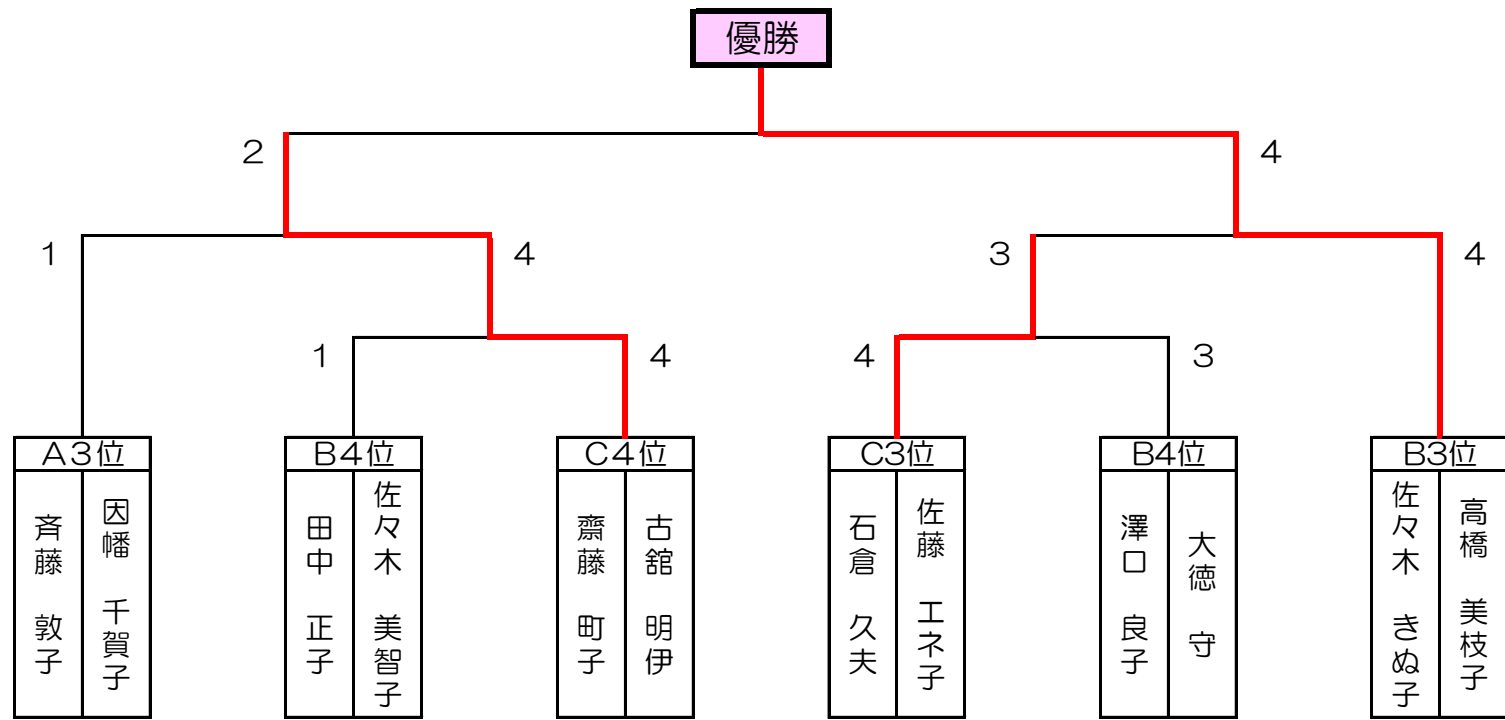 優勝
2
4
1
4
3
4
1
4
4
3
A3位
B4位
C4位
C3位
B4位
B3位
斉藤 敦子
因幡 千賀子
田中 正子
佐々木 美智子
齋藤 町子
古舘 明伊
石倉 久夫
佐藤 エネ子
澤口 良子
大徳 守
佐々木 きぬ子
高橋 美枝子